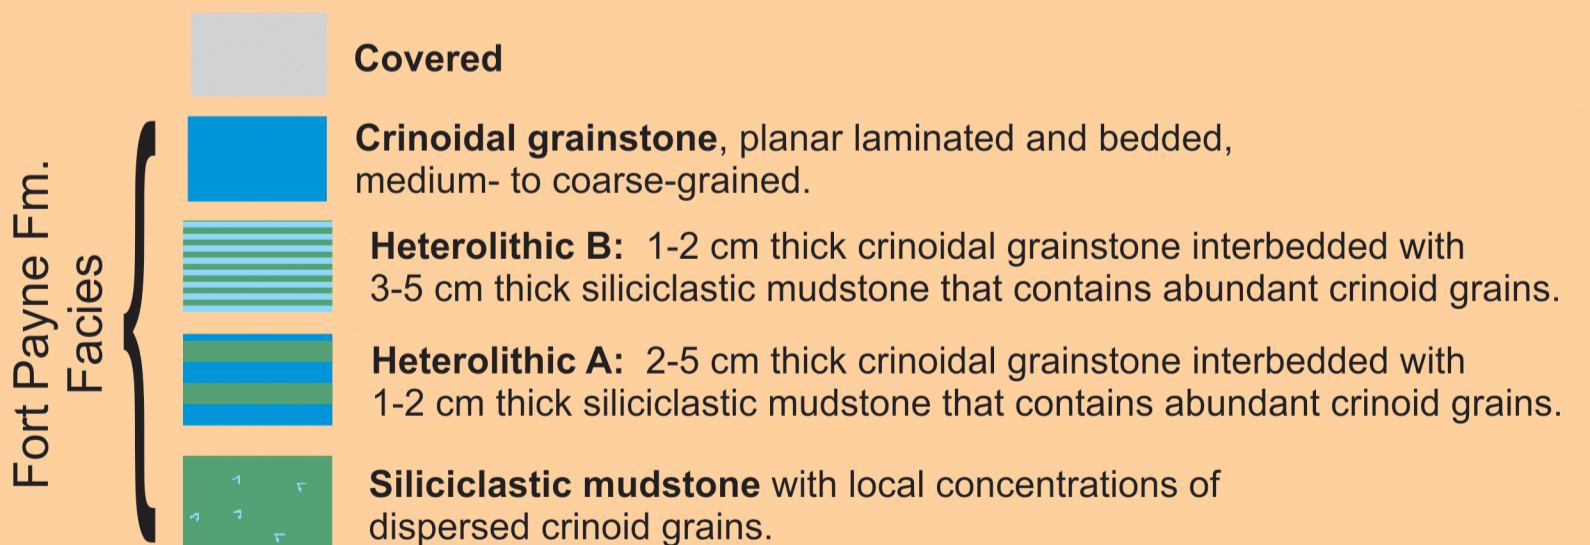 Covered
Fort Payne Fm.
Facies
Crinoidal grainstone, planar laminated and bedded,
medium- to coarse-grained.
Heterolithic B:  1-2 cm thick crinoidal grainstone interbedded with
3-5 cm thick siliciclastic mudstone that contains abundant crinoid grains.
Heterolithic A:  2-5 cm thick crinoidal grainstone interbedded with
1-2 cm thick siliciclastic mudstone that contains abundant crinoid grains.
Siliciclastic mudstone with local concentrations of
dispersed crinoid grains.